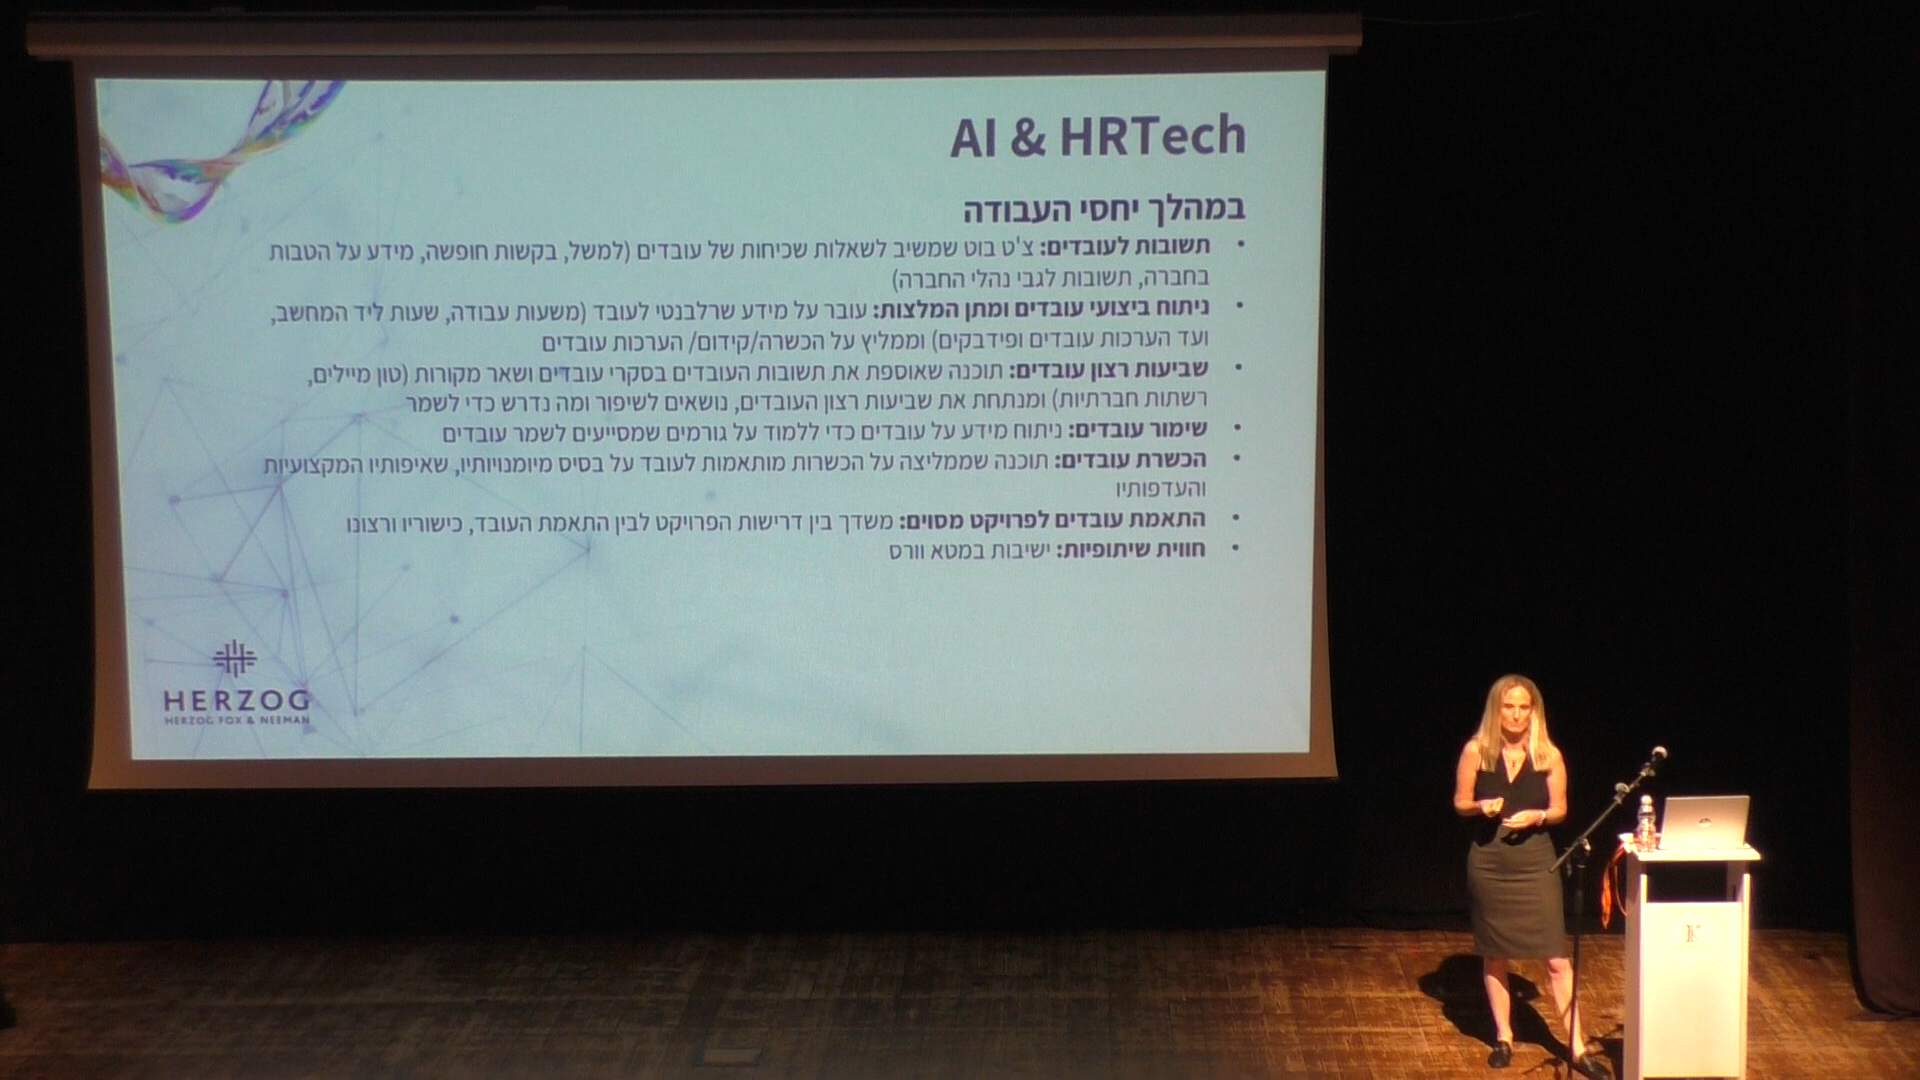 AI & HRTech
במהלך יחסי העבודה
• תשובות לעובדים: צ'ט בוט שמשיב לשאלות שכיחות של עובדים (למשל, בקשות חופשה, מידע על הטבות
בחברה, תשובות לגבי נהלי החברה)
• ניתוח ביצועי עובדים ומתן המלצות: עובר על מידע שרלבנטי לעובד (משעות עבודה, שעות ליד המחשב,
ועד הערכות עובדים ופידבקים) וממליץ על הכשרה/קידום/ הערכות עובדים
• שביעות רצון עובדים: תוכנה שאוספת את תשובות העובדים בסקרי עובדים ושאר מקורות (טון מיילים,
רשתות חברתיות) ומנתחת את שביעות רצון העובדים, נושאים לשיפור ומה נדרש כדי לשמר
• שימור עובדים: ניתוח מידע על עובדים כדי ללמוד על גורמים שמסייעים לשמר עובדים
• הכשרת עובדים: תוכנה שממליצה על הכשרות מותאמות לעובד על בסיס מיומנויותיו, שאיפותיו המקצועיות
והעדפותיו
• התאמת עובדים לפרויקט מסוים: משדך בין דרישות הפרויקט לבין התאמת העובד, כישוריו ורצונו
• חווית שיתופיות: ישיבות במטא וורס
HERZOG
HERZOG FOX & NEEMAN